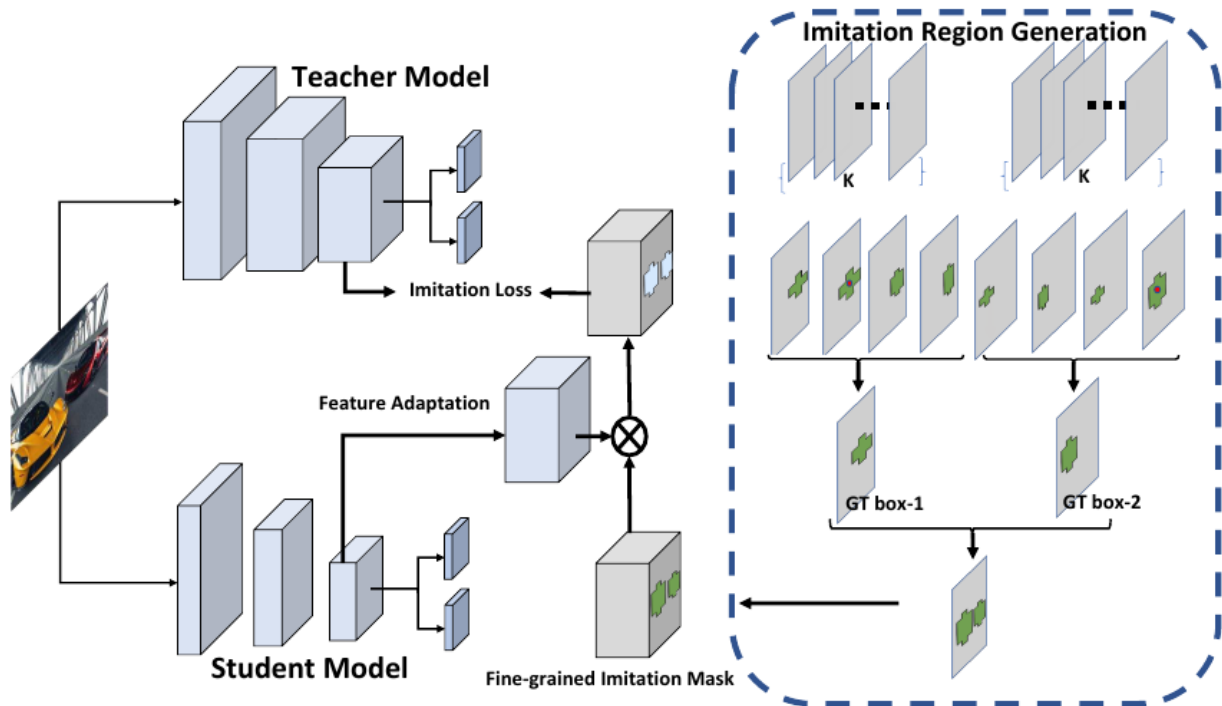 Imitation Region Generation
Teacher Model
K
K
Imitation Loss
Feature Adaptation
GT box-1
GT box-2
Student Model
Fine-grained Imitation Mask